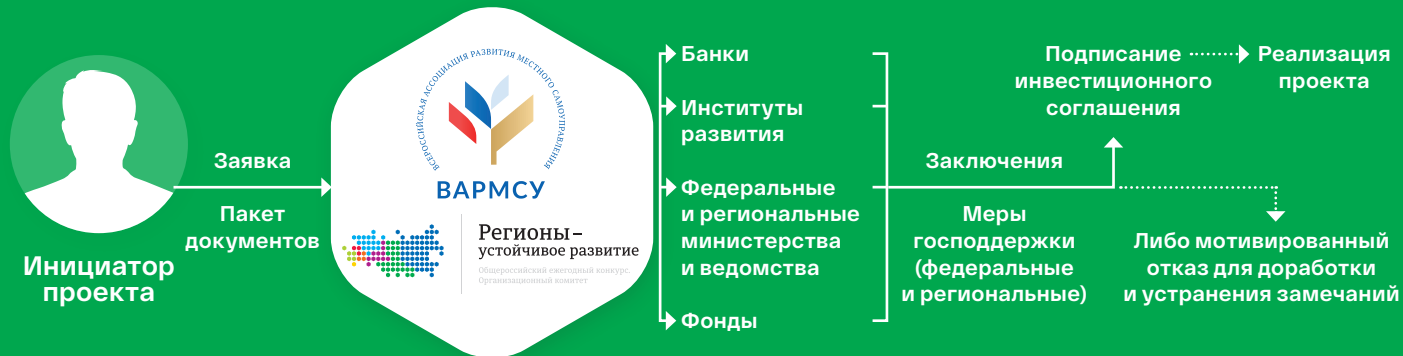 Инициатор
проекта
Заявка
Пакет
документов
ВСЕРОССИЙСКАЯ АССОЦИАЦИЯ РАЗВИТИЯ МЕСТНОГО САМОУПРАВЛЕНИЯ
ВАРМСУ
Регионы–
устойчивое развитие
Общероссийский ежегодный конкурс.
Организационный комитет
Банки
Институты
развития
Федеральные
и региональные
министерства
и ведомства
Фонды
Заключения
Меры
господдержки
(федеральные
и региональные)
Подписание
инвестиционного
соглашения
Реализация
проекта
Либо мотивированный
отказ для доработки
и устранения замечаний